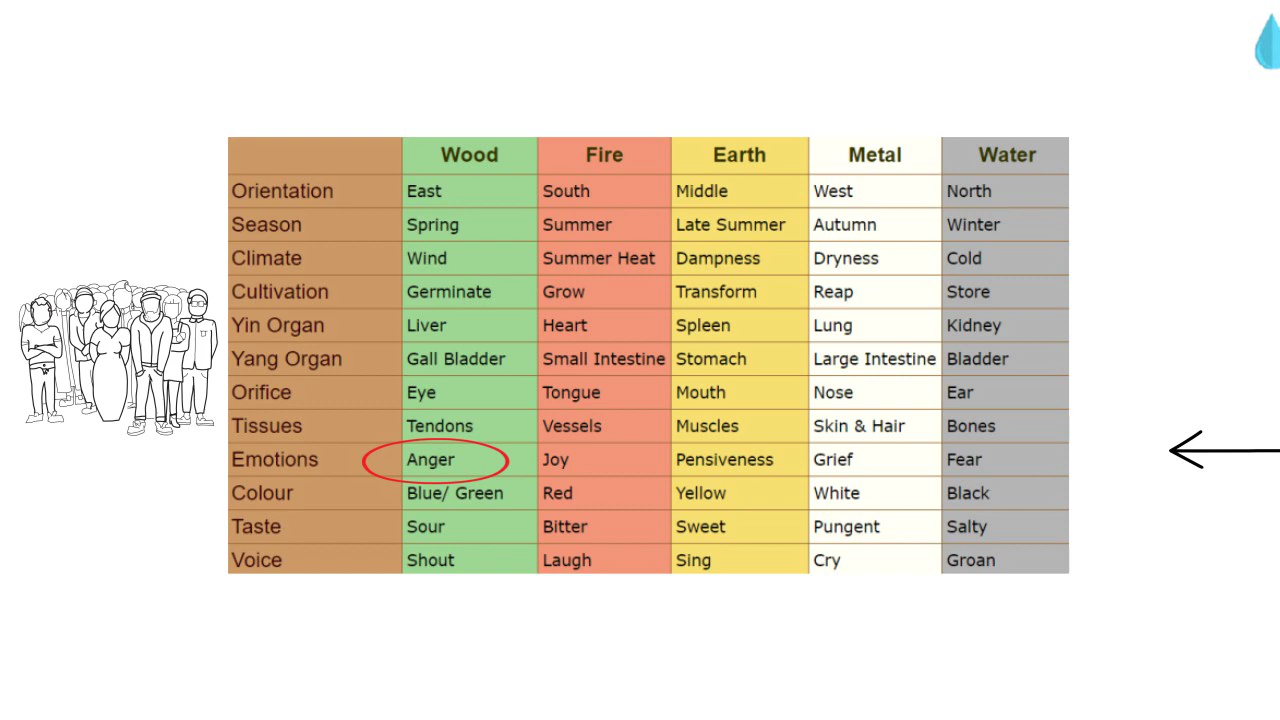 Wood Fire Earth Metal Water
Orientation East South Middle West North
Season Spring Summer Late Summer Autumn Winter
Climate Wind Summer Heat Dampness Dryness Cold
Cultivation Germinate Grow Transform Reap Store
Yin Organ Liver Heart Spleen Lung Kidney
Yang Organ Gall Bladder Small Intestine Stomach Large Intestine Bladder
Orifice Eye Tongue Mouth Nose Ear
Tissues Tendons Vessels Muscles Skin & Hair Bones
Emotions Anger Joy Pensiveness Grief Fear
Colour Blue/ Green Red Yellow White Black
Taste Sour Bitter Sweet Pungent Salty
Voice Shout Laugh Sing Cry Groan